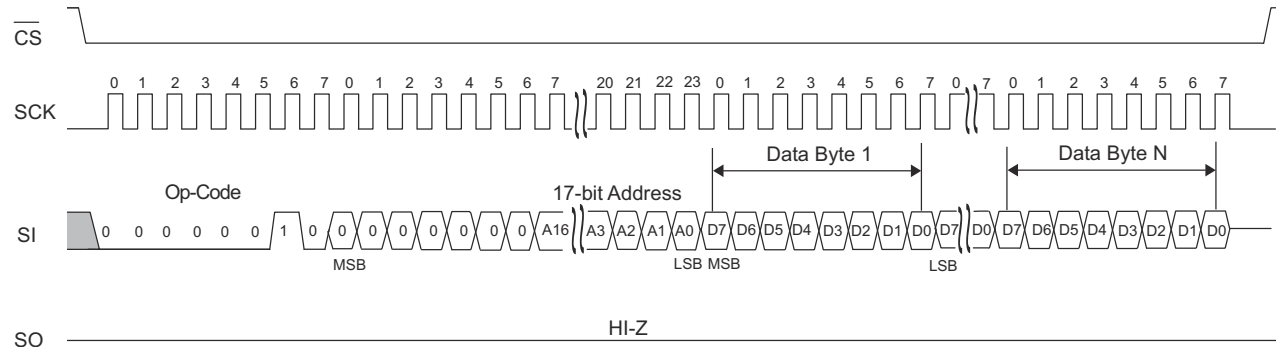 CS
0 1 2 3 4 5 6 7 0 1 2 3 4 5 6 7 20 21 22 23 0 1 2 3 4 5 6 7 0 7 0 1 2 3 4 5 6 7
SCK
Data Byte 1 Data Byte N
Op-Code 17-bit Address
SI 0 0 0 0 0 0 1 0 0 0 0 0 0 0 0 A16 A3 A2 A1 A0 D7 D6 D5 D4 D3 D2 D1 D0 D7 D0 D7 D6 D5 D4 D3 D2 D1 D0
MSB LSB MSB LSB
HI-Z
SO